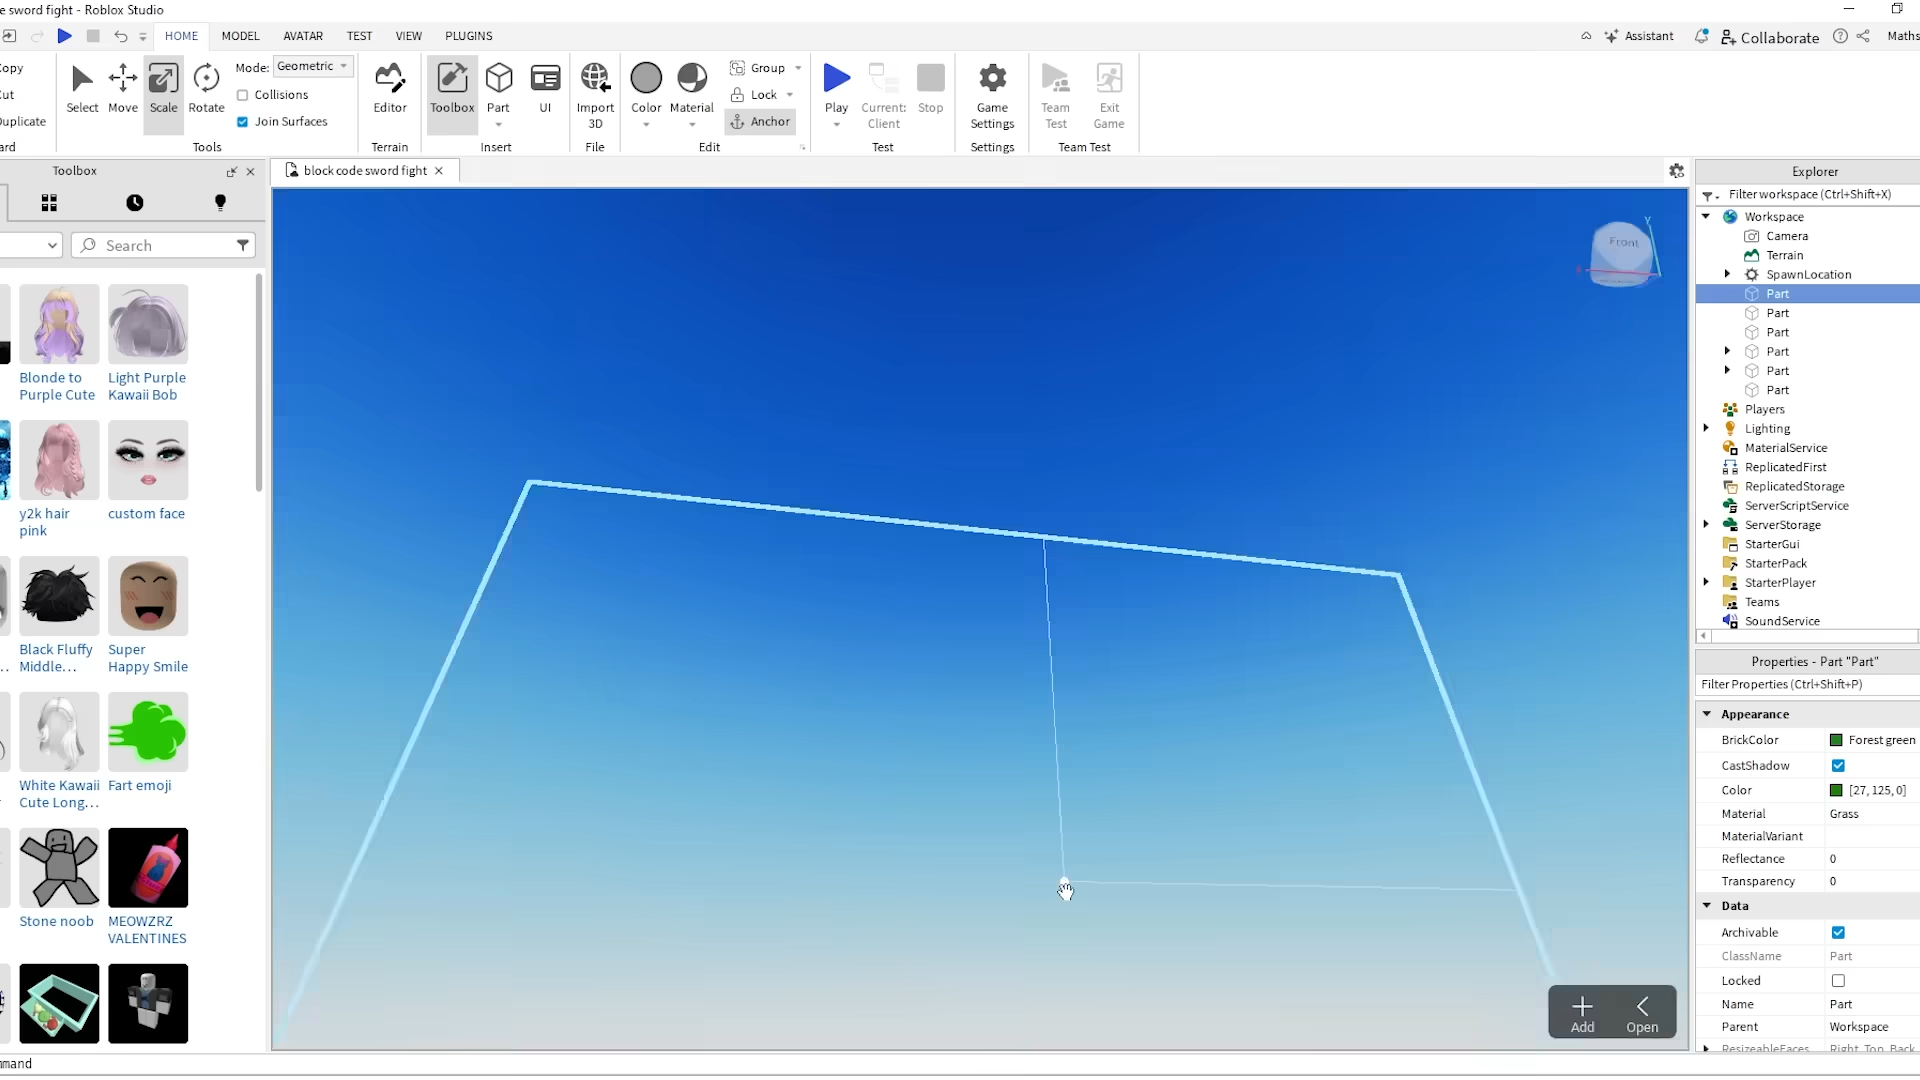 e sword fight - Roblox Studio
HOME
MODEL
AVATAR
TEST
VIEW
PLUGINS
Assistant
Collaborate
Maths
opy
ut
uplicate
ard
Select
Move
Scale
Rotate
Mode:
Geometric
Collisions
Join Surfaces
Tools
Editor
Terrain
Toolbox
Part
UI
Insert
Import
3D
File
Color
Material
Group
Lock
Anchor
Edit
Play
Current:
Client
Stop
Test
Game
Settings
Settings
Team
Test
Exit
Game
Team Test
Toolbox
Search
Blonde to
Purple Cute
Light Purple
Kawaii Bob
y2k hair
pink
custom face
Black Fluffy
Middle...
Super
Happy Smile
White Kawaii
Cute Long...
Fart emoji
Stone noob
MEOWZRZ
VALENTINES
block code sword fight
Front
Y
Add
Open
Explorer
Filter workspace (Ctrl+Shift+X)
Workspace
Camera
Terrain
SpawnLocation
Part
Part
Part
Part
Part
Part
Players
Lighting
MaterialService
ReplicatedFirst
ReplicatedStorage
ServerScriptService
ServerStorage
StarterGui
StarterPack
StarterPlayer
Teams
SoundService
Properties - Part "Part"
Filter Properties (Ctrl+Shift+P)
Appearance
BrickColor Forest green
CastShadow
Color [27, 125, 0]
Material Grass
MaterialVariant
Reflectance 0
Transparency 0
Data
Archivable
ClassName Part
Locked
Name Part
Parent Workspace
ResizeableFaces Right, Top, Back
mmand